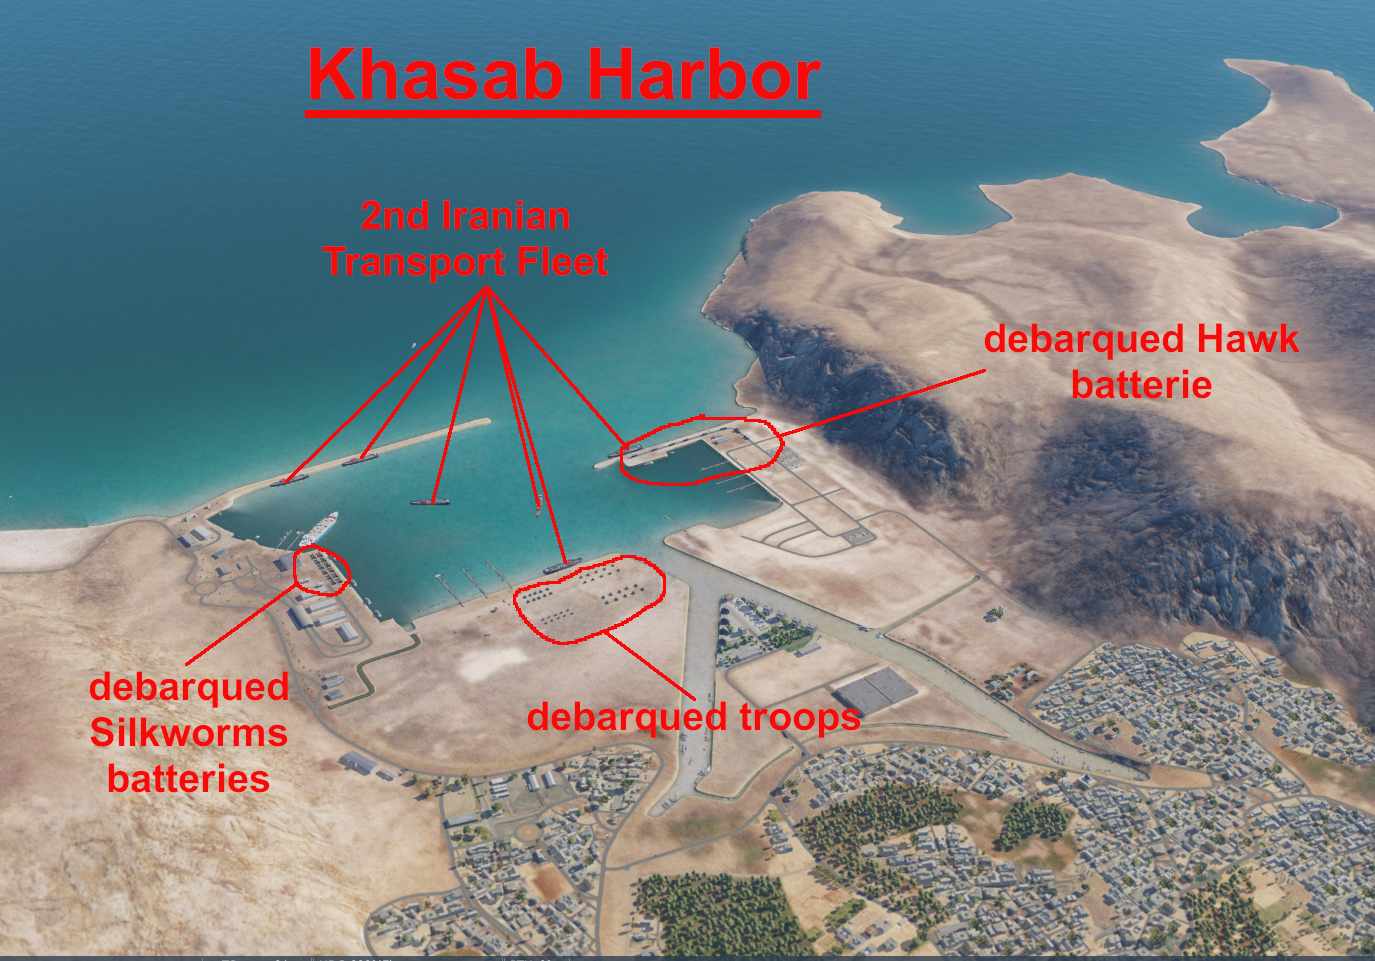 Khasab Harbor
2nd Iranian
Transport Fleet
debarqued Hawk
batterie
debarqued
Silkworms
batteries
debarqued troops